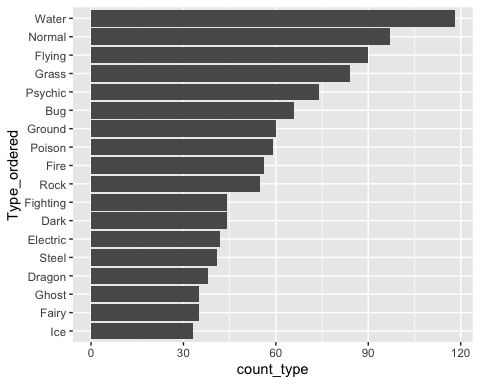 Water
Normal
Flying
Grass
Psychic
Bug
Ground
Poison
Fire
Rock
Fighting
Dark
Electric
Steel
Dragon
Ghost
Fairy
Ice
Type_ordered
0 30 60 90 120
count_type